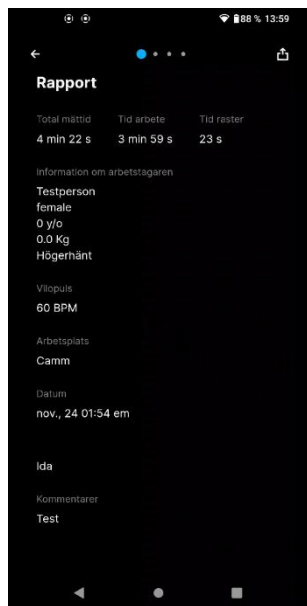 88 % 13:59
Rapport
Total mättid Tid arbete Tid raster
4 min 22 s 3 min 59 s 23 s
Information om arbetstagaren
Testperson
female
0 y/o
0.0 Kg
Högerhänt
Vilopuls
60 BPM
Arbetsplats
Camm
Datum
nov., 24 01:54 em
Ida
Kommentarer
Test